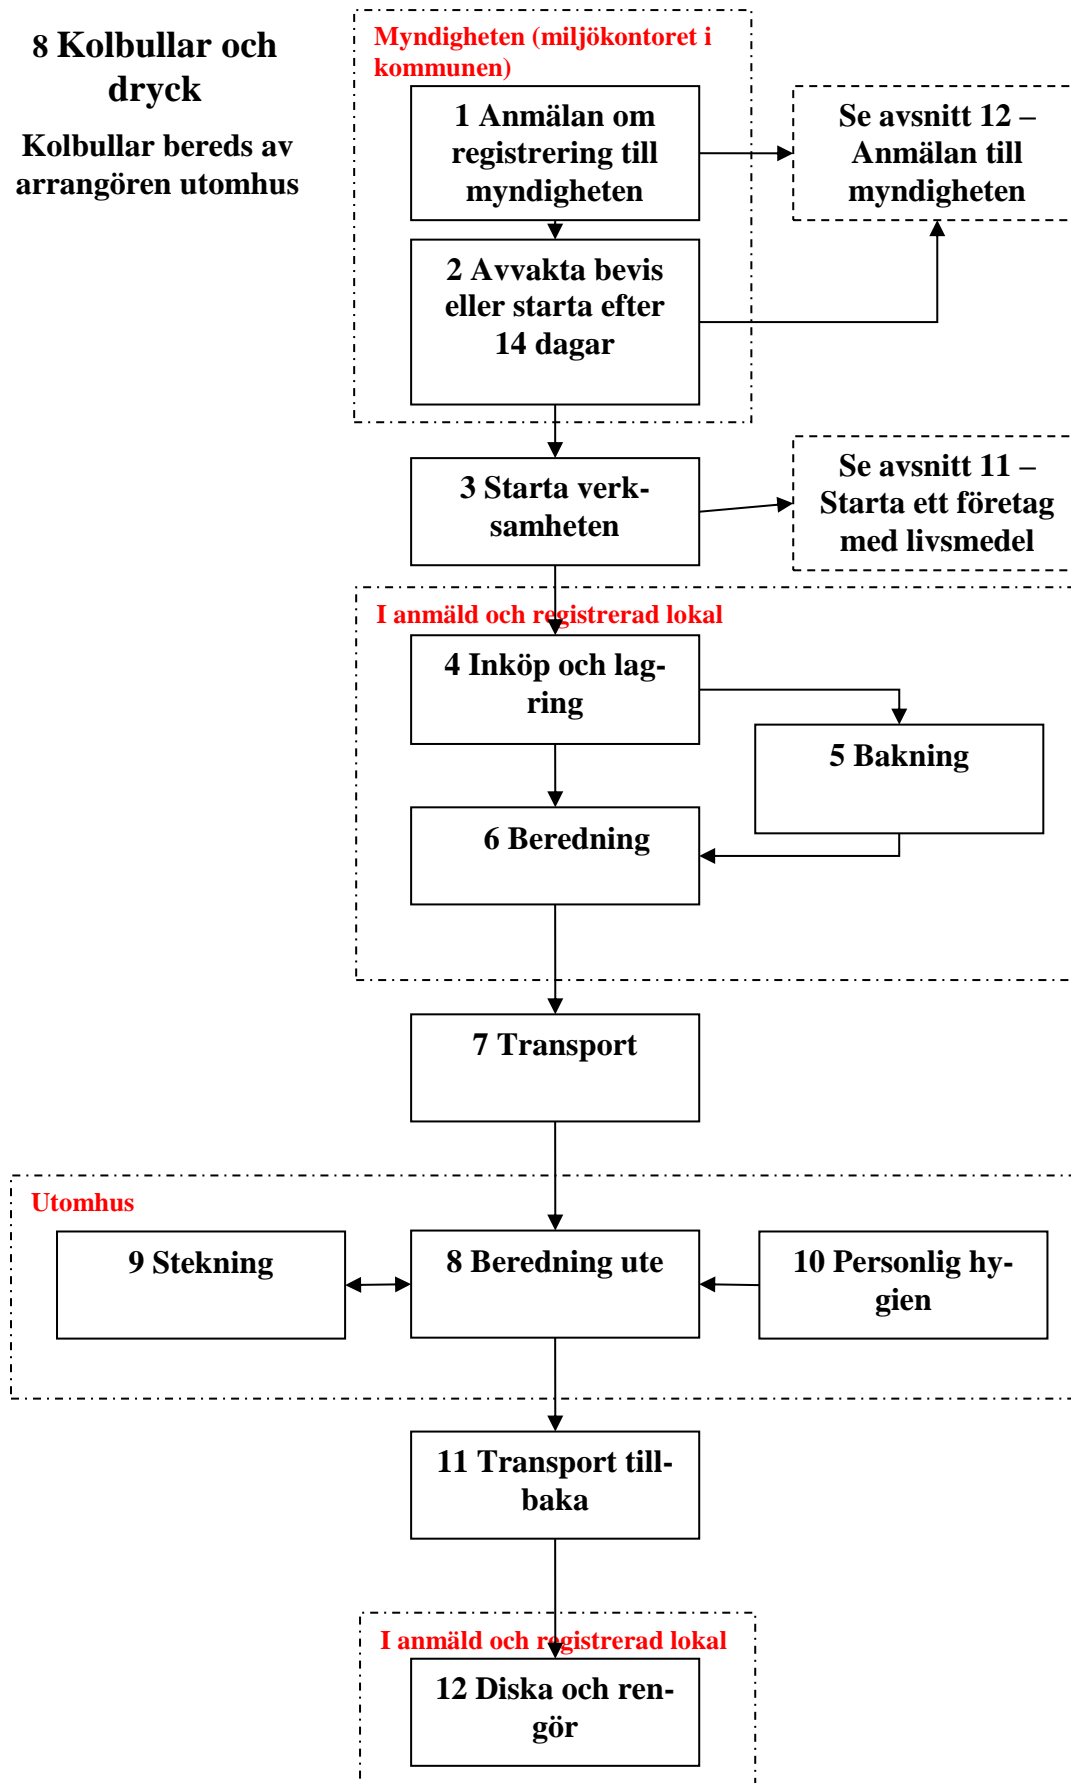 8 Kolbullar och
dryck
Kolbullar bereds av
arrangören utomhus
Myndigheten (miljökontoret i
kommunen)
1 Anmälan om
registrering till
myndigheten
Se avsnitt 12 –
Anmälan till
myndigheten
2 Avvakta bevis
eller starta efter
14 dagar
3 Starta verk-
samheten
Se avsnitt 11 –
Starta ett företag
med livsmedel
I anmäld och registrerad lokal
4 Inköp och lag-
ring
5 Bakning
6 Beredning
7 Transport
Utomhus
9 Stekning
8 Beredning ute
10 Personlig hy-
gien
11 Transport till-
baka
I anmäld och registrerad lokal
12 Diska och ren-
gör